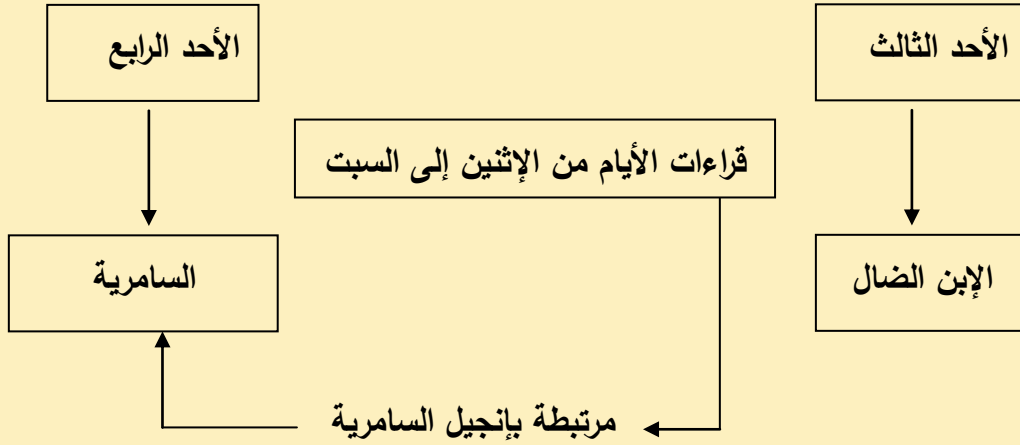 الأحد الثالث
الأحد الرابع
قراءات الأيام من الإثنين إلى السبت
الإبن الضال
السامرية
مرتبطة بإنجيل السامرية